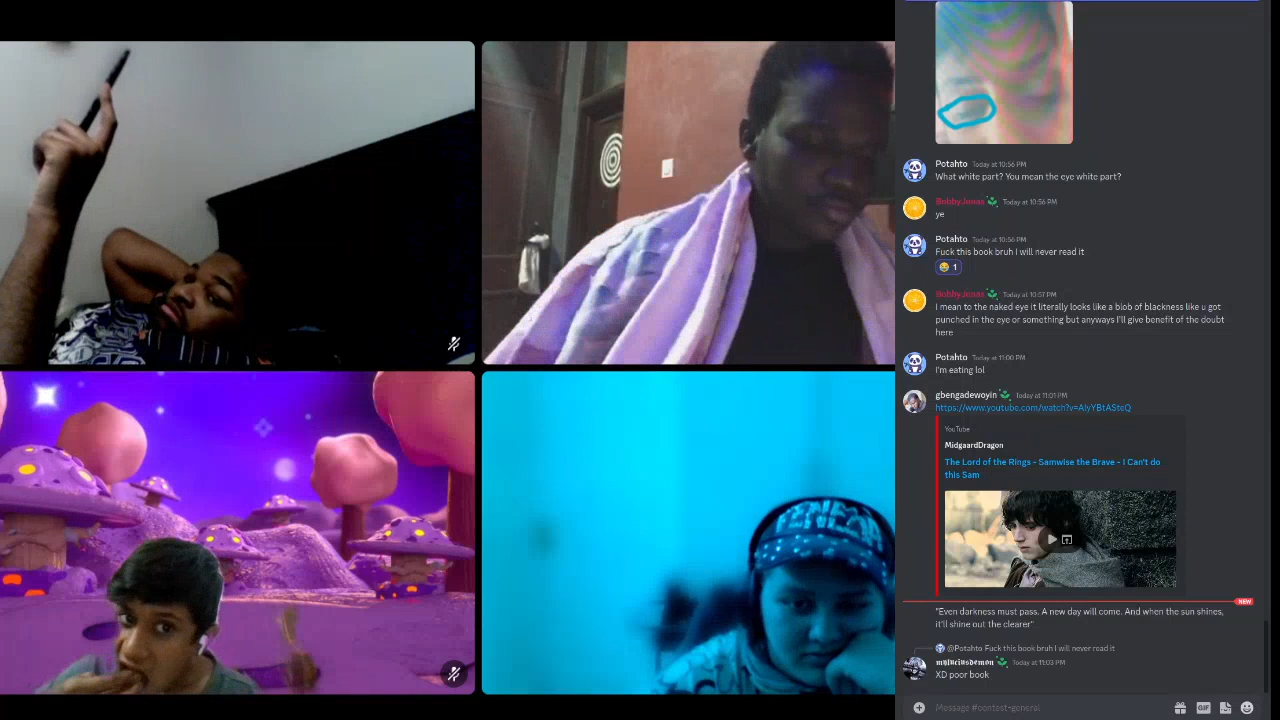 Potahto Today at 10:56 PM
What white part? You mean the eye white part?
BobbyJonas Today at 10:56 PM
ye
Potahto Today at 10:56 PM
Fuck this book bruh I will never read it
😂 1
BobbyJonas Today at 10:57 PM
I mean to the naked eye it literally looks like a blob of blackness like u got
punched in the eye or something but anyways I'll give benefit of the doubt
here
Potahto Today at 11:00 PM
I'm eating lol
gbengadewoyin Today at 11:01 PM
https://www.youtube.com/watch?v=AlyYBtASteQ
YouTube
MidgaardDragon
The Lord of the Rings - Samwise the Brave - I Can't do
this Sam
NEW
"Even darkness must pass. A new day will come. And when the sun shines,
it'll shine out the clearer"
@Potahto Fuck this book bruh I will never read it
Today at 11:03 PM
XD poor book
Message #contest-general
GIF